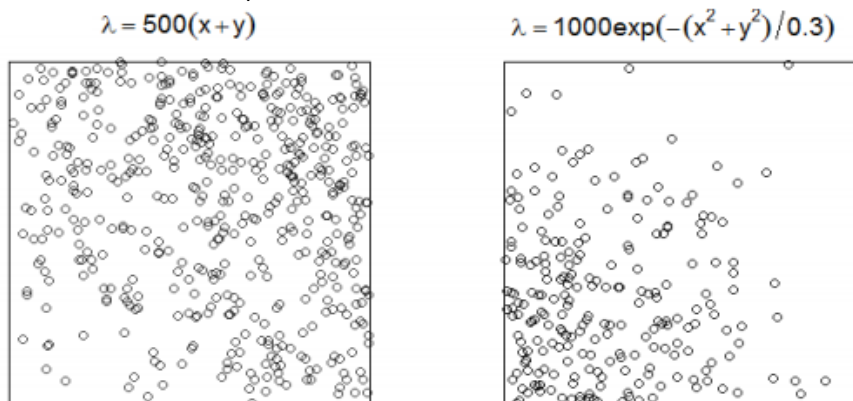 λ = 500(x+y)
λ = 1000exp(−(x²+y²)/0.3)